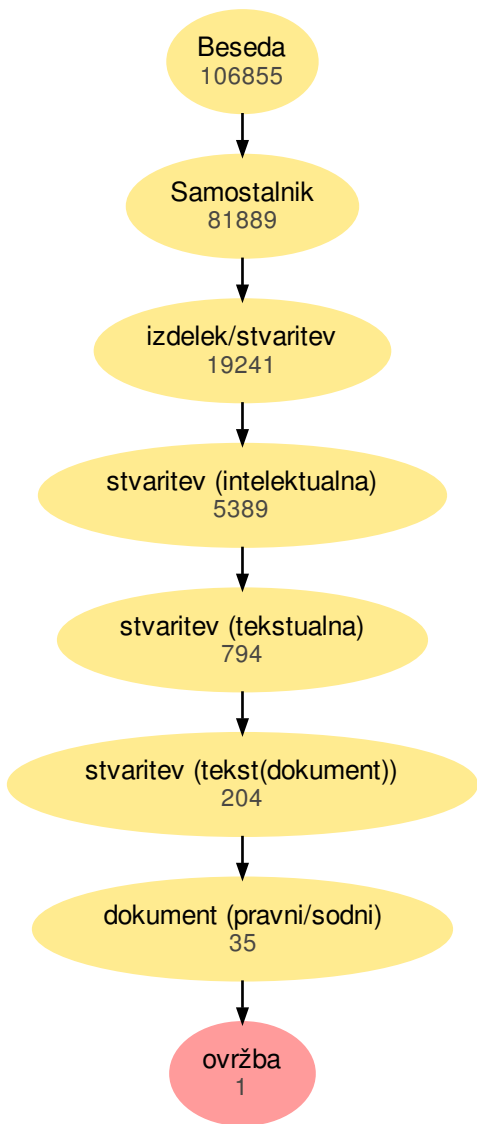 Beseda
106855
Samostalnik
81889
izdelek/stvaritev
19241
stvaritev (intelektualna)
5389
stvaritev (tekstualna)
794
stvaritev (tekst(dokument))
204
dokument (pravni/sodni)
35
ovržba
1